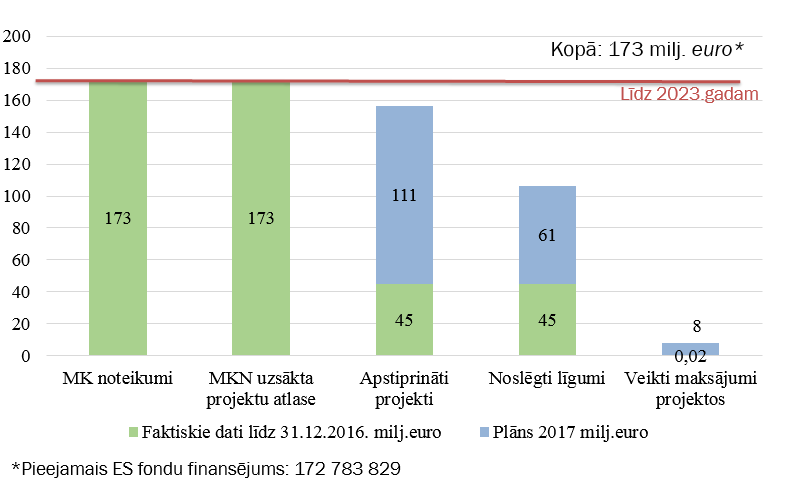 Kopā: 173 milj. euro*
Līdz 2023.gadam
200
180
160
140
120
100
80
60
40
20
0
173
173
111
45
61
45
8
0,02
MK noteikumi
MKN uzsākta
projektu atlase
Apstiprināti
projekti
Noslēgti līgumi
Veikti maksājumi
projektos
Faktiskie dati līdz 31.12.2016. milj.euro
Plāns 2017 milj.euro
*Pieejamais ES fondu finansējums: 172 783 829